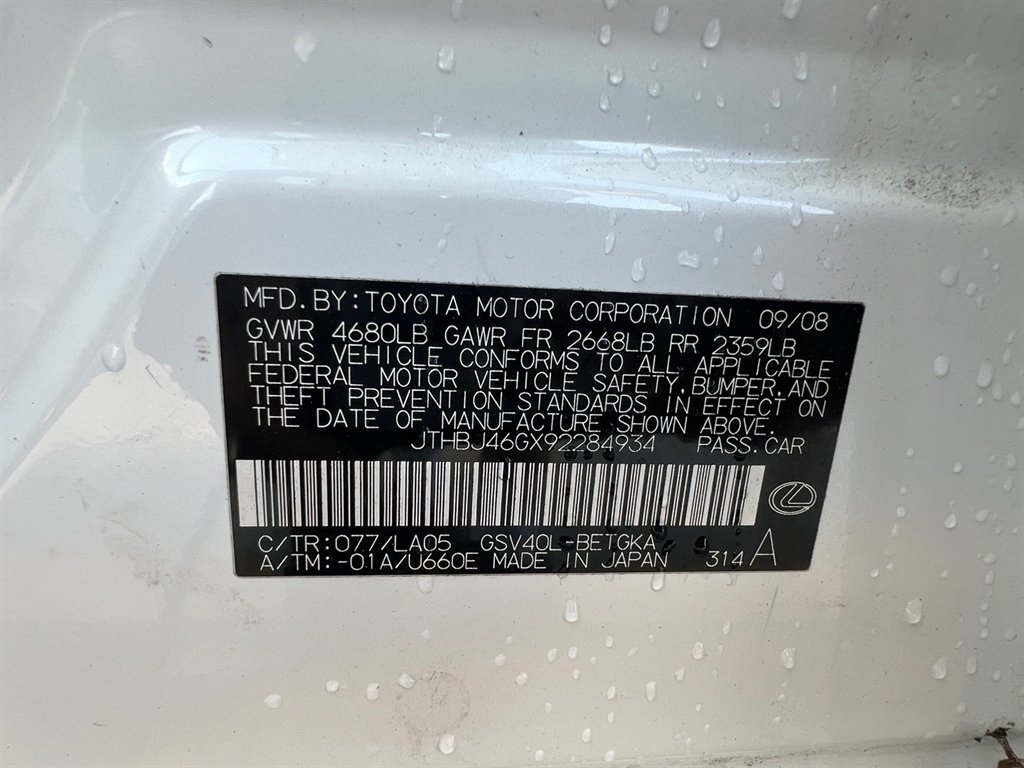 MFD. BY: TOYOTA MOTOR CORPORATION 09/08
GVWR 4680LB GAWR FR 2668LB RR 2359LB
THIS VEHICLE CONFORMS TO ALL APPLICABLE
FEDERAL MOTOR VEHICLE SAFETY, BUMPER, AND
THEFT PREVENTION STANDARDS IN EFFECT ON
THE DATE OF MANUFACTURE SHOWN ABOVE.
JTHBJ46GX92284934 PASS. CAR
C/TR: 077/LA05 GSV40L-BETGKA
A/TM: -01A/U660E MADE IN JAPAN 314 A